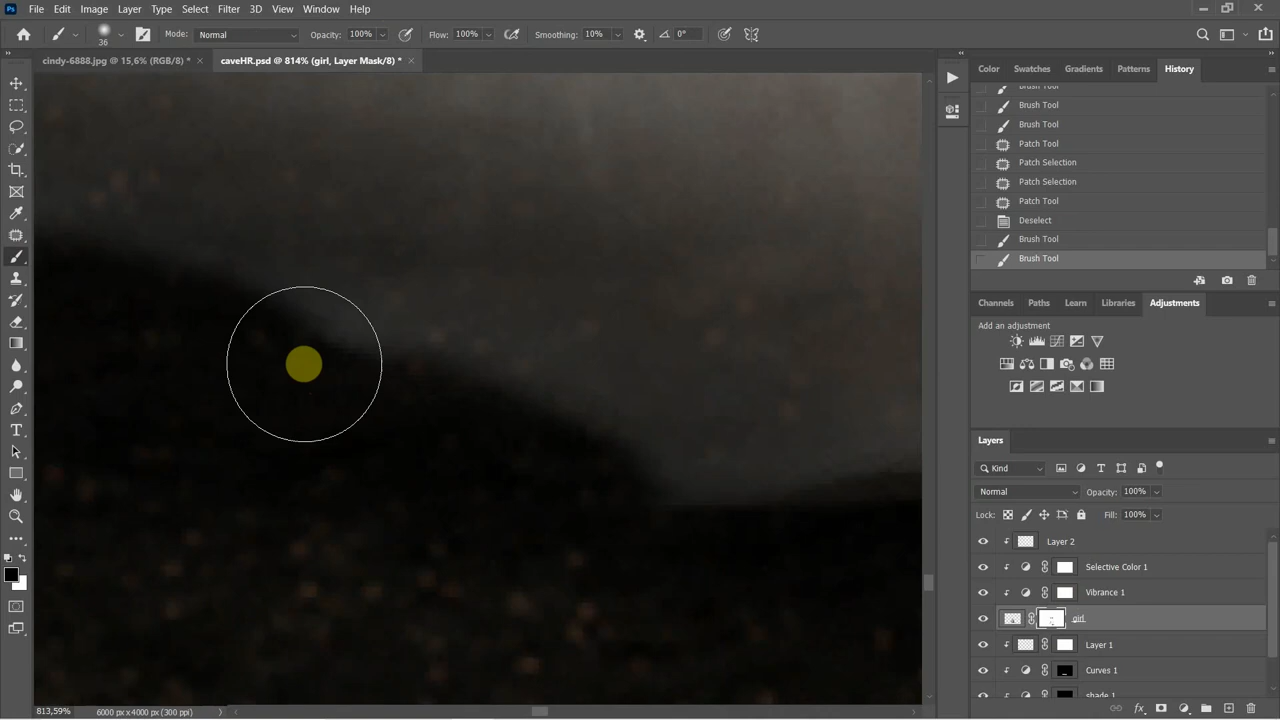 Ps File Edit Image Layer Type Select Filter 3D View Window Help
36 Mode: Normal Opacity: 100% Flow: 100% Smoothing: 10% 0°
cindy-6888.jpg @ 15,6% (RGB/8) * × caveHR.psd @ 814% (girl, Layer Mask/8) * ×
Color Swatches Gradients Patterns History
Brush Tool
Brush Tool
Brush Tool
Patch Tool
Patch Selection
Patch Selection
Patch Tool
Deselect
Brush Tool
Brush Tool
Channels Paths Learn Libraries Adjustments
Add an adjustment
Layers
Kind
Normal Opacity: 100%
Lock: Fill: 100%
Layer 2
Selective Color 1
Vibrance 1
girl
Layer 1
Curves 1
shade 1
813,59% 6000 px x 4000 px (300 ppi)